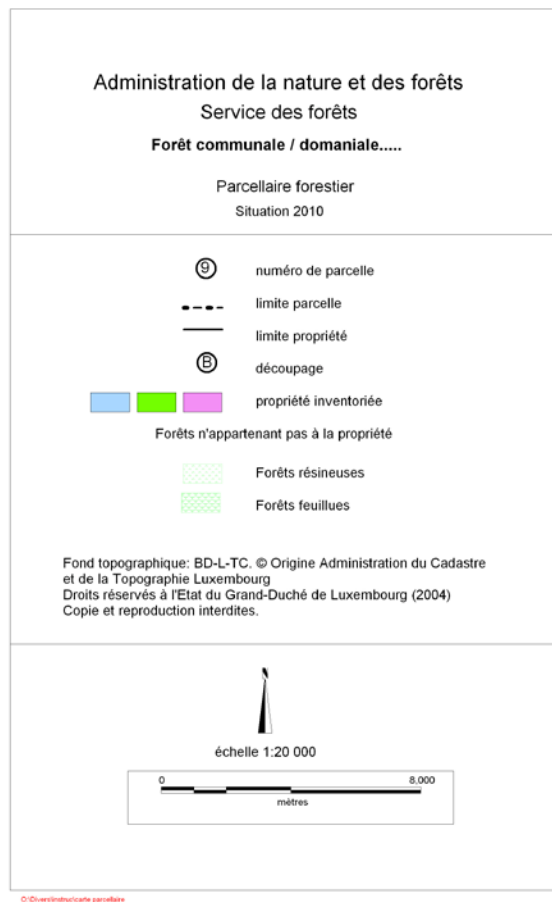 Administration de la nature et des forêts
Service des forêts
Forêt communale / domaniale.....
Parcellaire forestier
Situation 2010
9 numéro de parcelle
limite parcelle
limite propriété
B découpage
propriété inventoriée
Forêts n'appartenant pas à la propriété
Forêts résineuses
Forêts feuillues
Fond topographique: BD-L-TC. © Origine Administration du Cadastre
et de la Topographie Luxembourg
Droits réservés à l'Etat du Grand-Duché de Luxembourg (2004)
Copie et reproduction interdites.
échelle 1:20 000
0 8,000
mètres